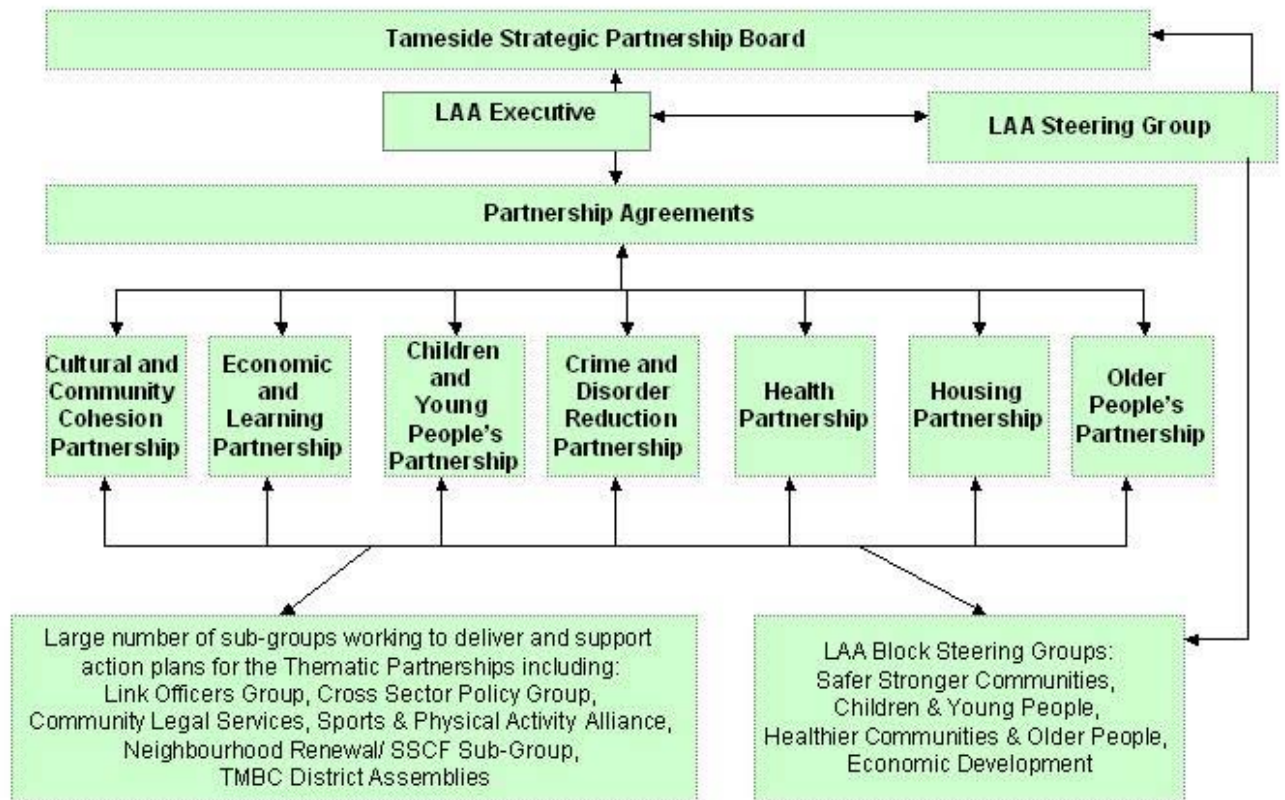 Tameside Strategic Partnership Board
LAA Executive
LAA Steering Group
Partnership Agreements
Cultural and
Community
Cohesion
Partnership
Economic
and
Learning
Partnership
Children
and
Young
People's
Partnership
Crime and
Disorder
Reduction
Partnership
Health
Partnership
Housing
Partnership
Older
People's
Partnership
Large number of sub-groups working to deliver and support
action plans for the Thematic Partnerships including:
Link Officers Group, Cross Sector Policy Group,
Community Legal Services, Sports & Physical Activity Alliance,
Neighbourhood Renewal/ SSCF Sub-Group,
TMBC District Assemblies
LAA Block Steering Groups:
Safer Stronger Communities,
Children & Young People,
Healthier Communities & Older People,
Economic Development